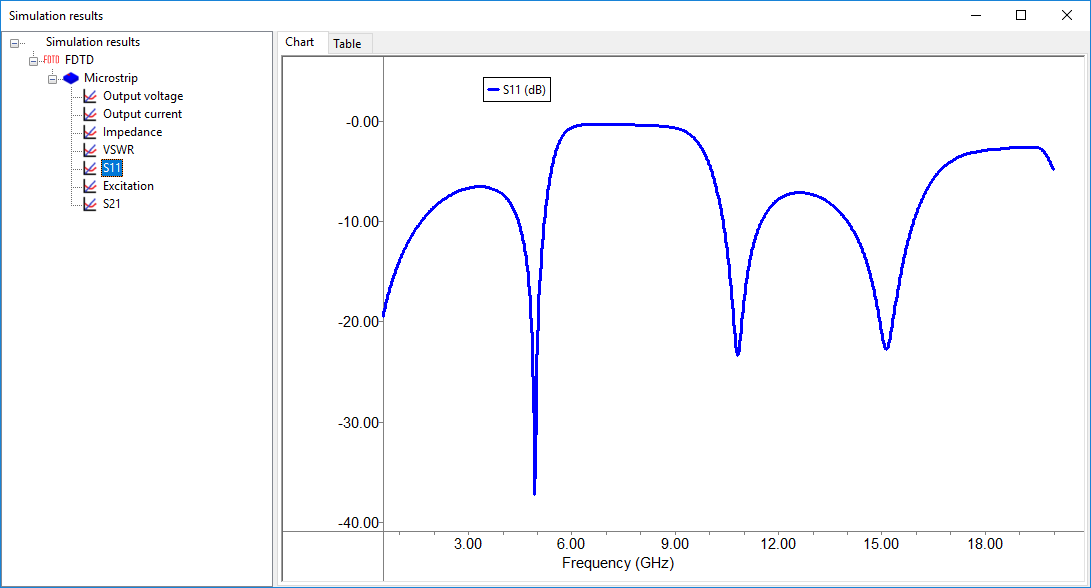 Simulation results
Simulation results
FDTD FDTD
Microstrip
Output voltage
Output current
Impedance
VSWR
S11
Excitation
S21
Chart
Table
S11 (dB)
-0.00
-10.00
-20.00
-30.00
-40.00
3.00 6.00 9.00 12.00 15.00 18.00
Frequency (GHz)